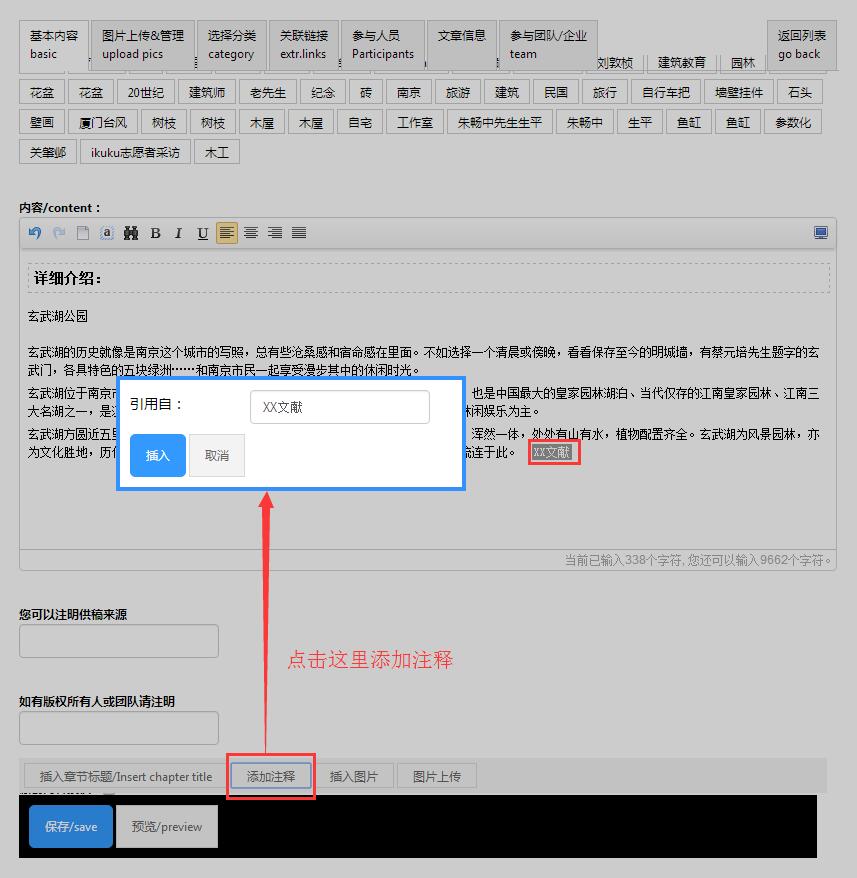 基本内容 图片上传&管理 选择分类 关联链接 参与人员 文章信息 参与团队/企业 返回列表
basic upload pics category extr.links Participants team go back
刘敦桢 建筑教育 园林
花盆 花盆 20世纪 建筑师 老先生 纪念 砖 南京 旅游 建筑 民国 旅行 自行车把 墙壁挂件 石头
壁画 厦门台风 树枝 树枝 木屋 木屋 自宅 工作室 朱畅中先生生平 朱畅中 生平 鱼缸 鱼缸 参数化
关肇邺 ikuku志愿者采访 木工
内容/content：
a B I U
详细介绍：
玄武湖公园
玄武湖的历史就像是南京这个城市的写照，总有些沧桑感和宿命感在里面。不如选择一个清晨或傍晚，看看保存至今的明城墙，有蔡元培先生题字的玄
武门，各具特色的五块绿洲……和南京市民一起享受漫步其中的休闲时光。
玄武湖位于南京 也是中国最大的皇家园林湖泊、当代仅存的江南皇家园林、江南三
大名湖之一，是 休闲娱乐为主。
玄武湖方圆近五里 浑然一体，处处有山有水，植物配置齐全。玄武湖为风景园林，亦
为文化胜地，历 连于此。 XX文献
引用自： XX文献
插入 取消
当前已输入338个字符, 您还可以输入9662个字符。
您可以注明供稿来源
点击这里添加注释
如有版权所有人或团队请注明
插入章节标题/Insert chapter title 添加注释 插入图片 图片上传
保存/save 预览/preview